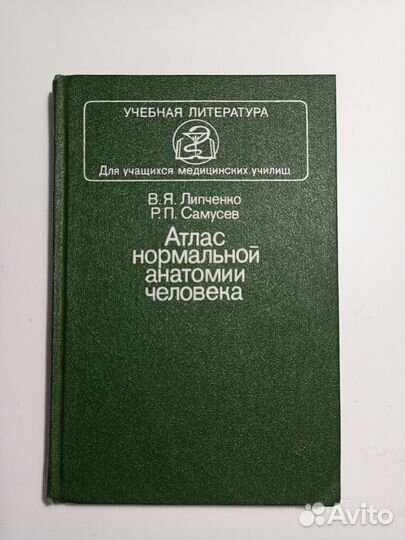 УЧЕБНАЯ ЛИТЕРАТУРА
Для учащихся медицинских училищ
В. Я. Липченко
Р. П. Самусев
Атлас
нормальной
анатомии
человека
Avito